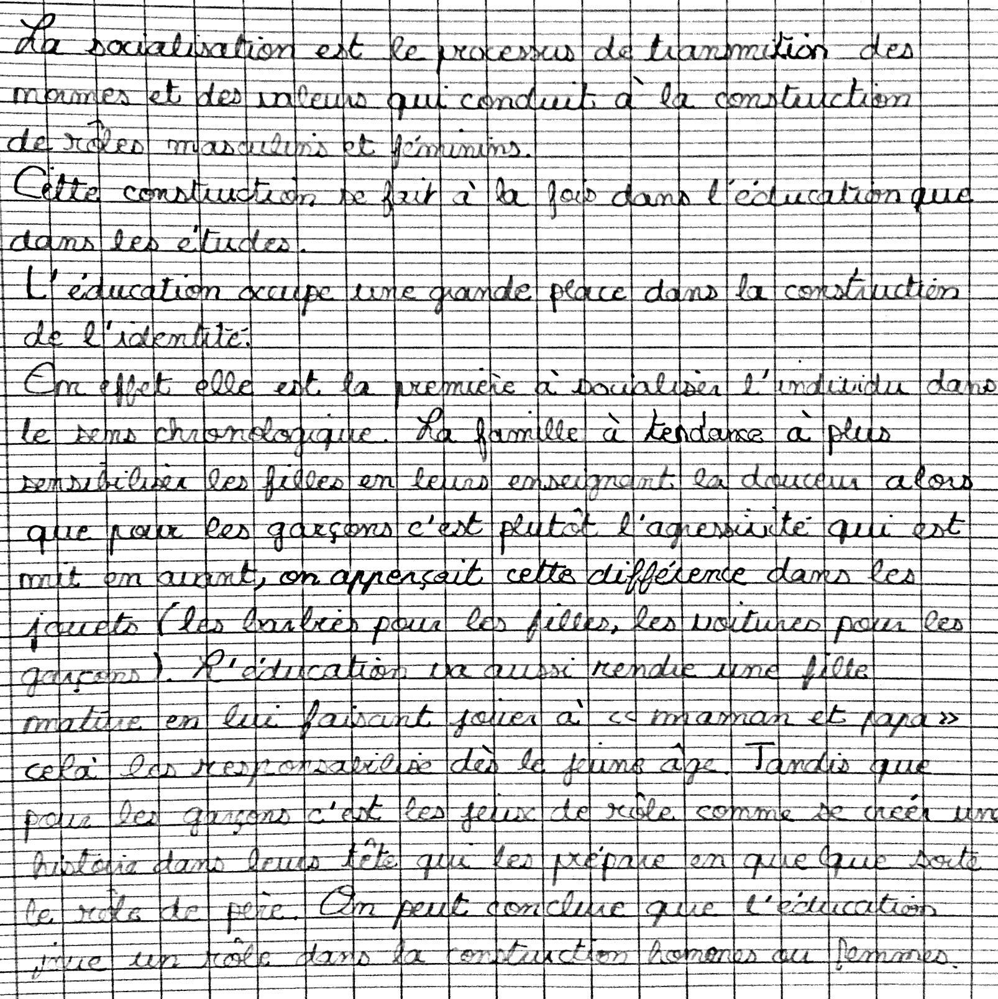 La socialisation est le processus de transmition des
normes et des valeurs qui conduit à la construction
de rôles masculins et féminins.
Cette construction se fait à la fois dans l'éducation que
dans les études.
L'éducation occupe une grande place dans la construction
de l'identité.
En effet elle est la première à socialiser l'individu dans
le sens chronologique. La famille à tendance à plus
sensibiliser les filles en leurs enseignant la douceur alors
que pour les garçons c'est plutôt l'agressivité qui est
mit en avant, on apperçoit cette différence dans les
jouets (les barbies pour les filles, les voitures pour les
garçons). L'éducation va aussi rendre une fille
mature en lui faisant jouer à << maman et papa >>
celà les responsabilise dès le jeune âge. Tandis que
pour les garçons c'est les jeux de rôle comme se créer une
histoire dans leurs tête qui les prépare en quelque sorte
le rôle de père. On peut conclure que l'éducation
joue un rôle dans la construction hommes ou femmes.